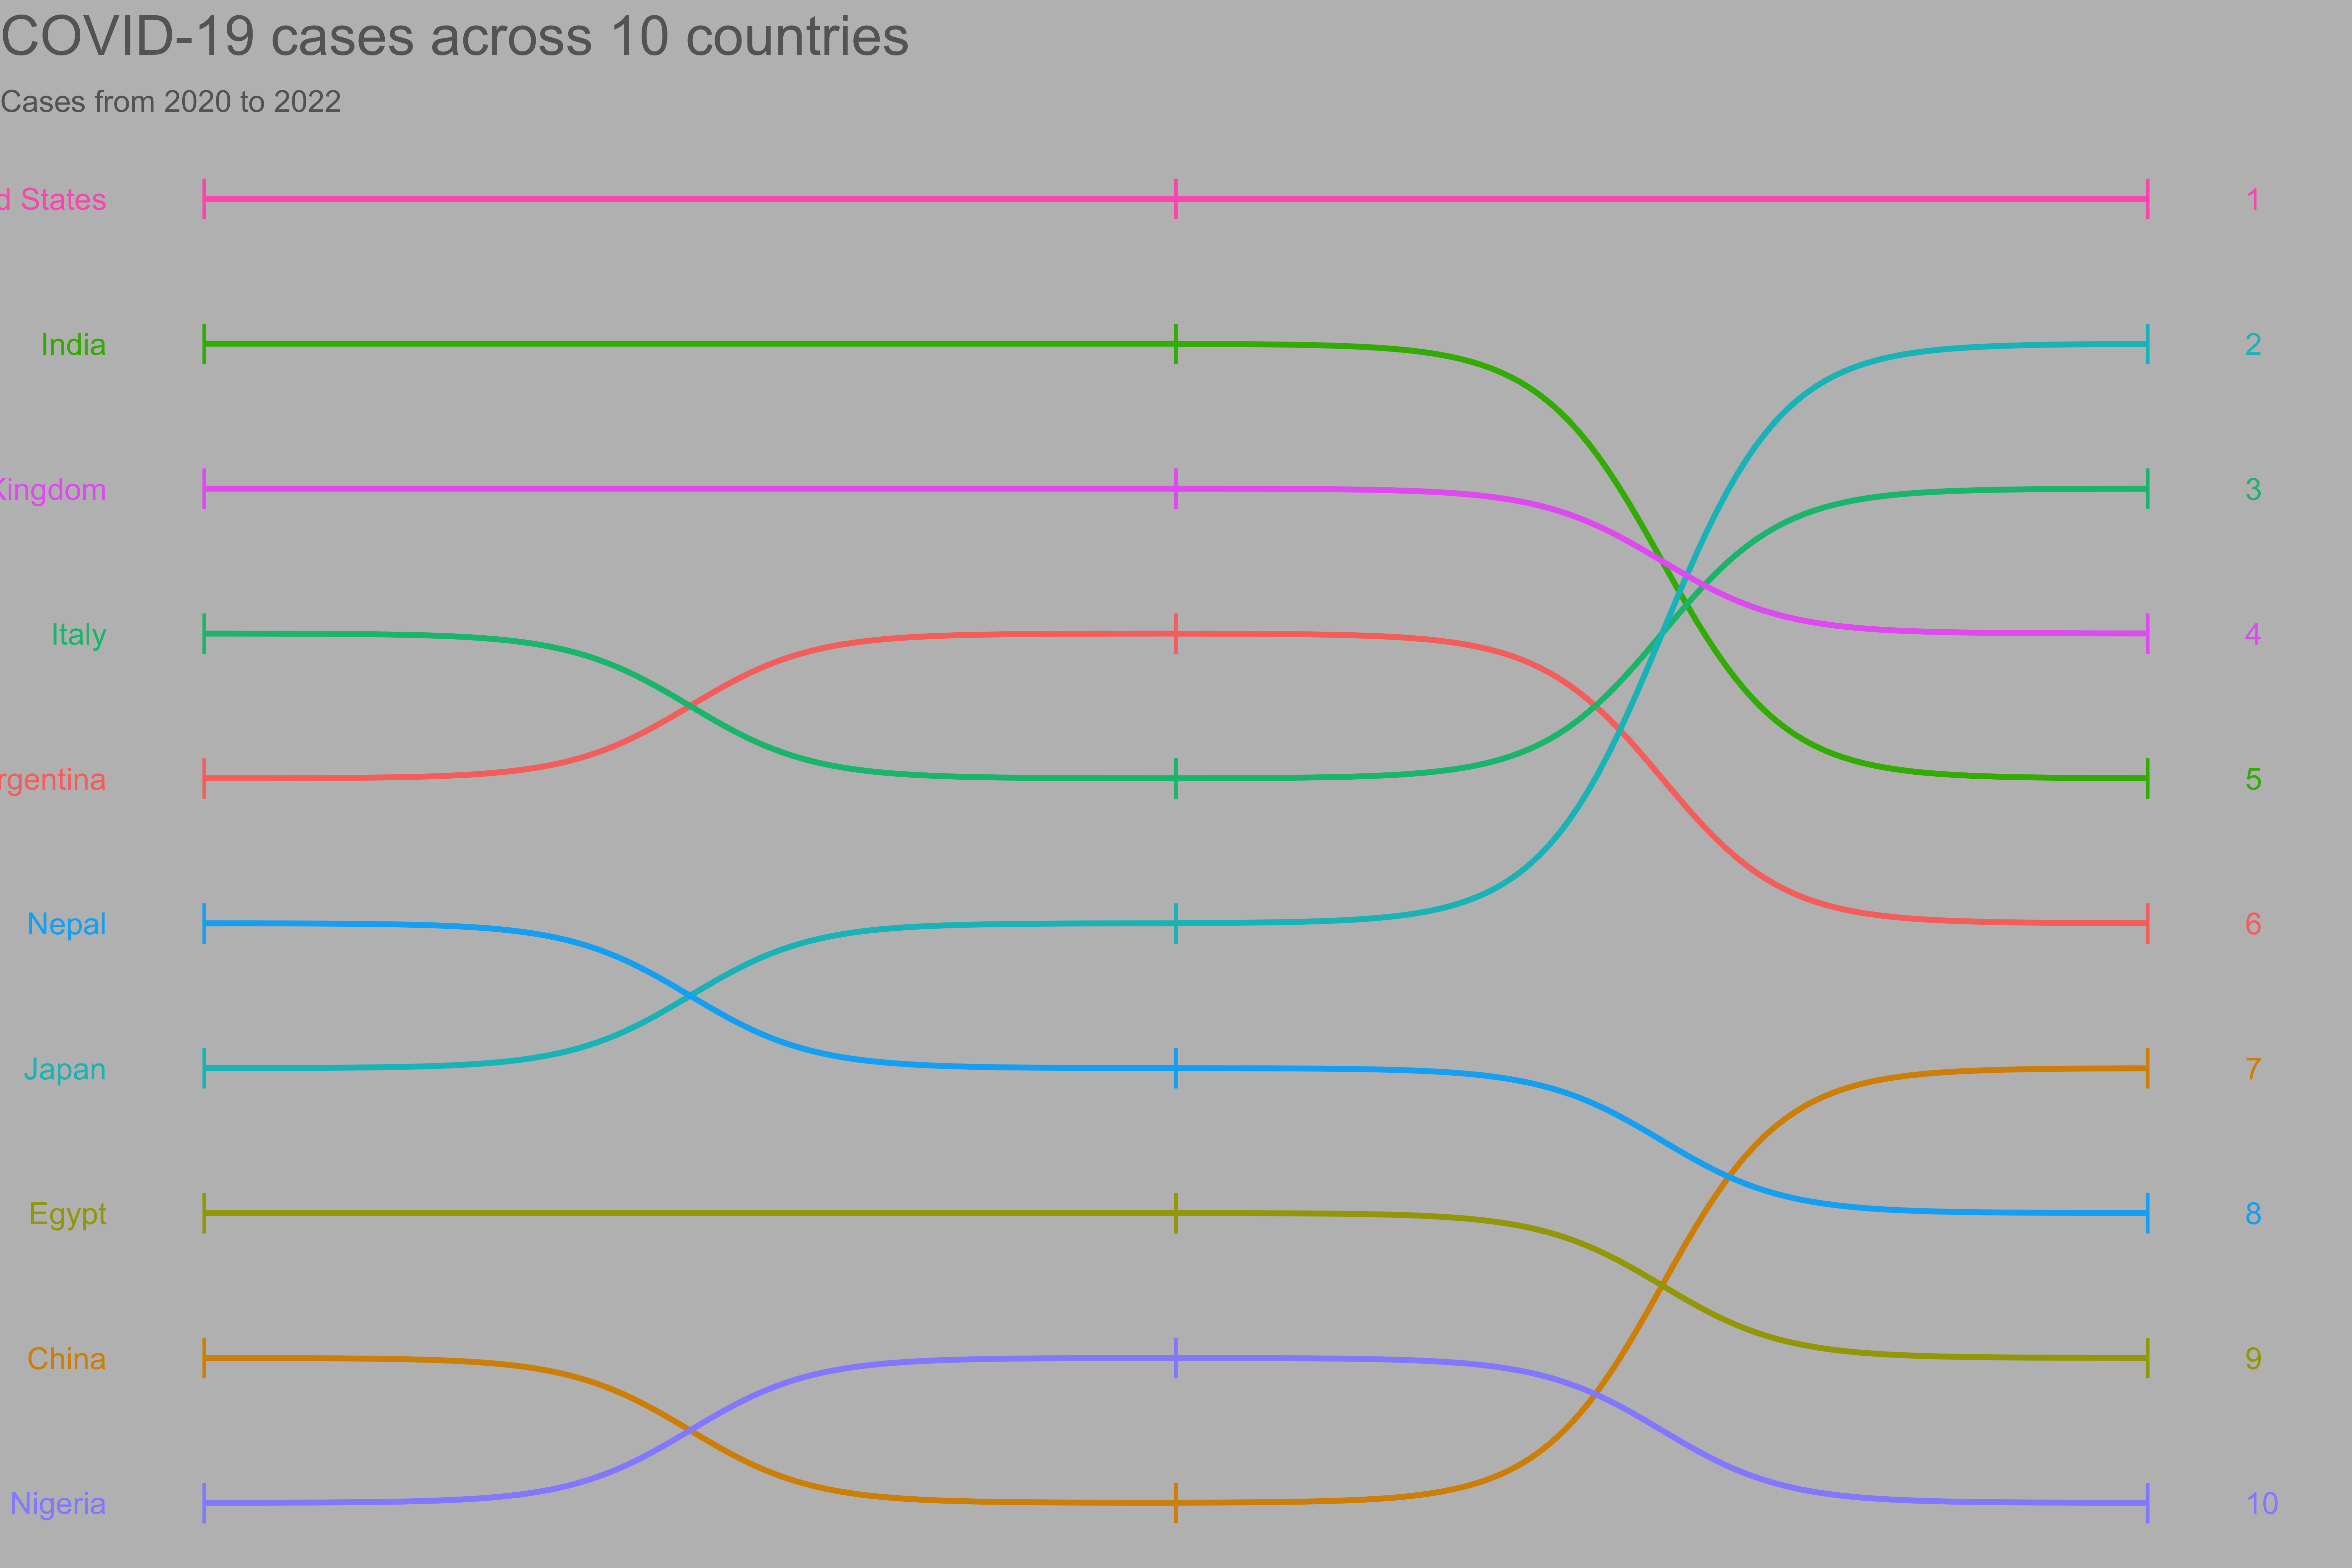 COVID-19 cases across 10 countries
Cases from 2020 to 2022
d States 1
India 2
Kingdom 3
Italy 4
rgentina 5
Nepal 6
Japan 7
Egypt 8
China 9
Nigeria 10